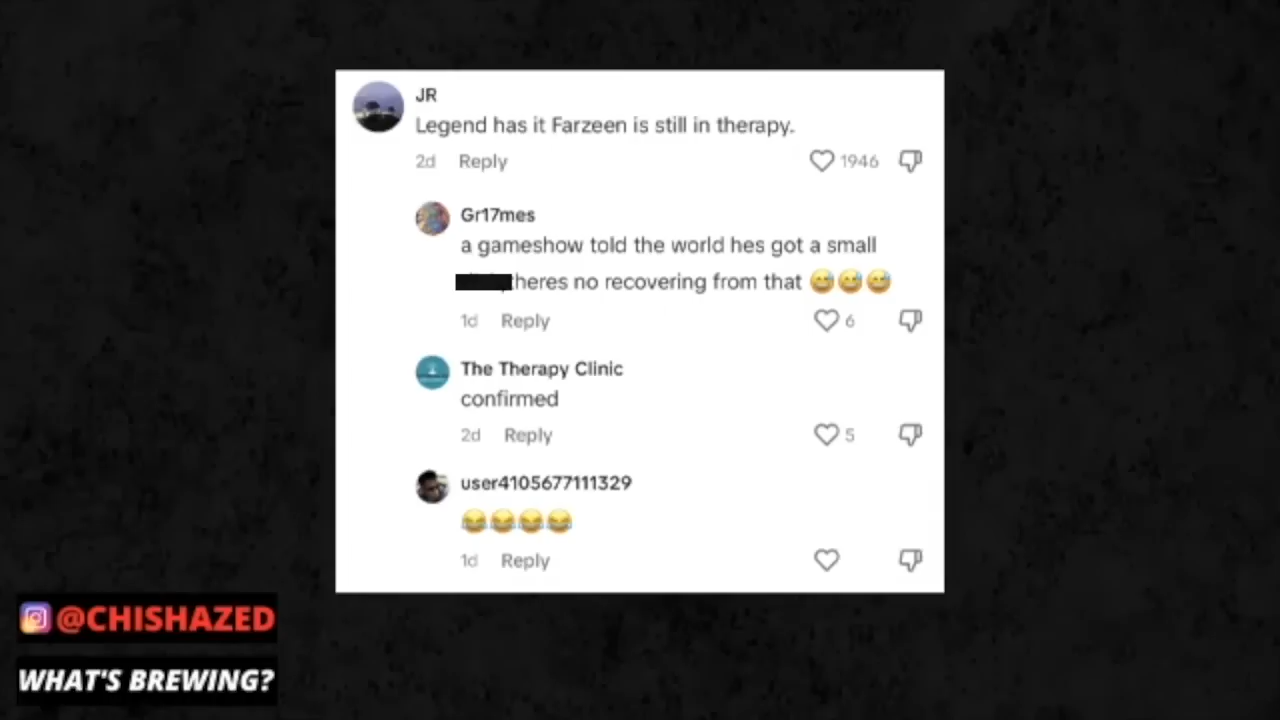 JR
Legend has it Farzeen is still in therapy.
2d Reply 1946
Gr17mes
a gameshow told the world hes got a small
theres no recovering from that 😅😅😅
1d Reply 6
The Therapy Clinic
confirmed
2d Reply 5
user4105677111329
😂😂😂😂
1d Reply
@CHISHAZED
WHAT'S BREWING?